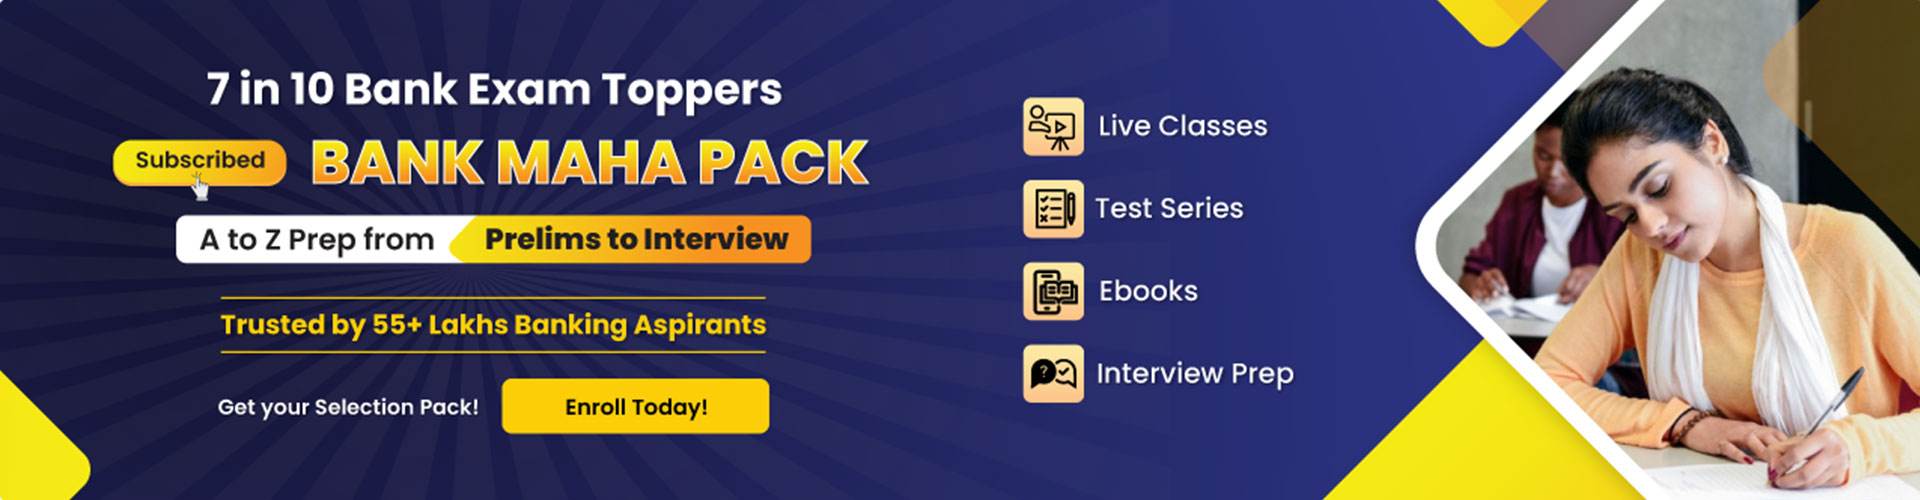 7 in 10 Bank Exam Toppers
Subscribed BANK MAHA PACK
A to Z Prep from Prelims to Interview
Trusted by 55+ Lakhs Banking Aspirants
Get your Selection Pack! Enroll Today!
Live Classes
Test Series
Ebooks
Interview Prep